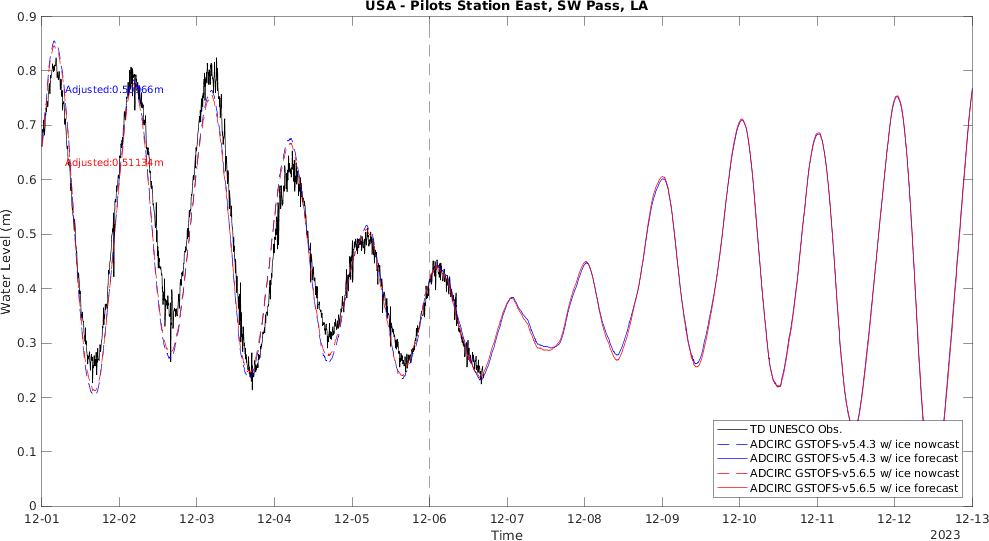 USA - Pilots Station East, SW Pass, LA
0.9
0.8
0.7
0.6
0.5
0.4
0.3
0.2
0.1
0
Water Level (m)
Adjusted:0.51134m
TD UNESCO Obs.
ADCIRC GSTOFS-v5.4.3 w/ ice nowcast
ADCIRC GSTOFS-v5.4.3 w/ ice forecast
ADCIRC GSTOFS-v5.6.5 w/ ice nowcast
ADCIRC GSTOFS-v5.6.5 w/ ice forecast
12-01 12-02 12-03 12-04 12-05 12-06 12-07 12-08 12-09 12-10 12-11 12-12 12-13
Time
2023